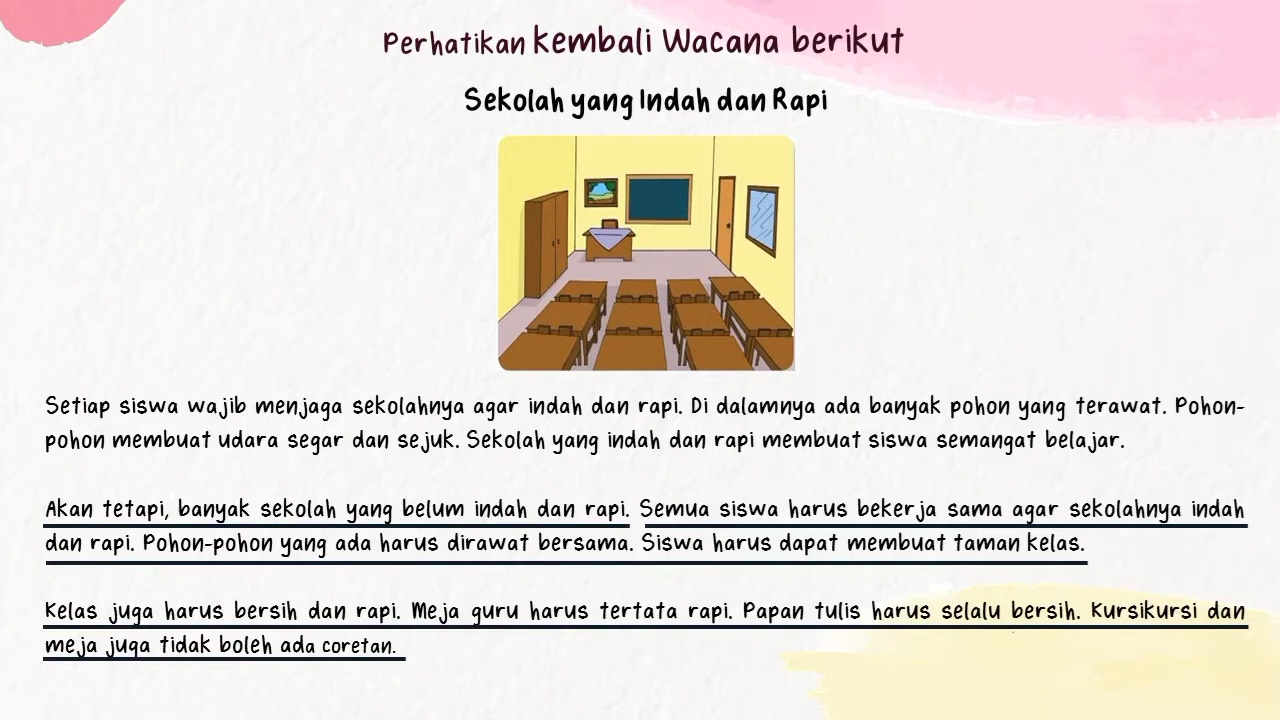 Perhatikan kembali Wacana berikut
Sekolah yang Indah dan Rapi
Setiap siswa wajib menjaga sekolahnya agar indah dan rapi. Di dalamnya ada banyak pohon yang terawat. Pohon-
pohon membuat udara segar dan sejuk. Sekolah yang indah dan rapi membuat siswa semangat belajar.
Akan tetapi, banyak sekolah yang belum indah dan rapi. Semua siswa harus bekerja sama agar sekolahnya indah
dan rapi. Pohon-pohon yang ada harus dirawat bersama. Siswa harus dapat membuat taman kelas.
Kelas juga harus bersih dan rapi. Meja guru harus tertata rapi. Papan tulis harus selalu bersih. Kursikursi dan
meja juga tidak boleh ada coretan.